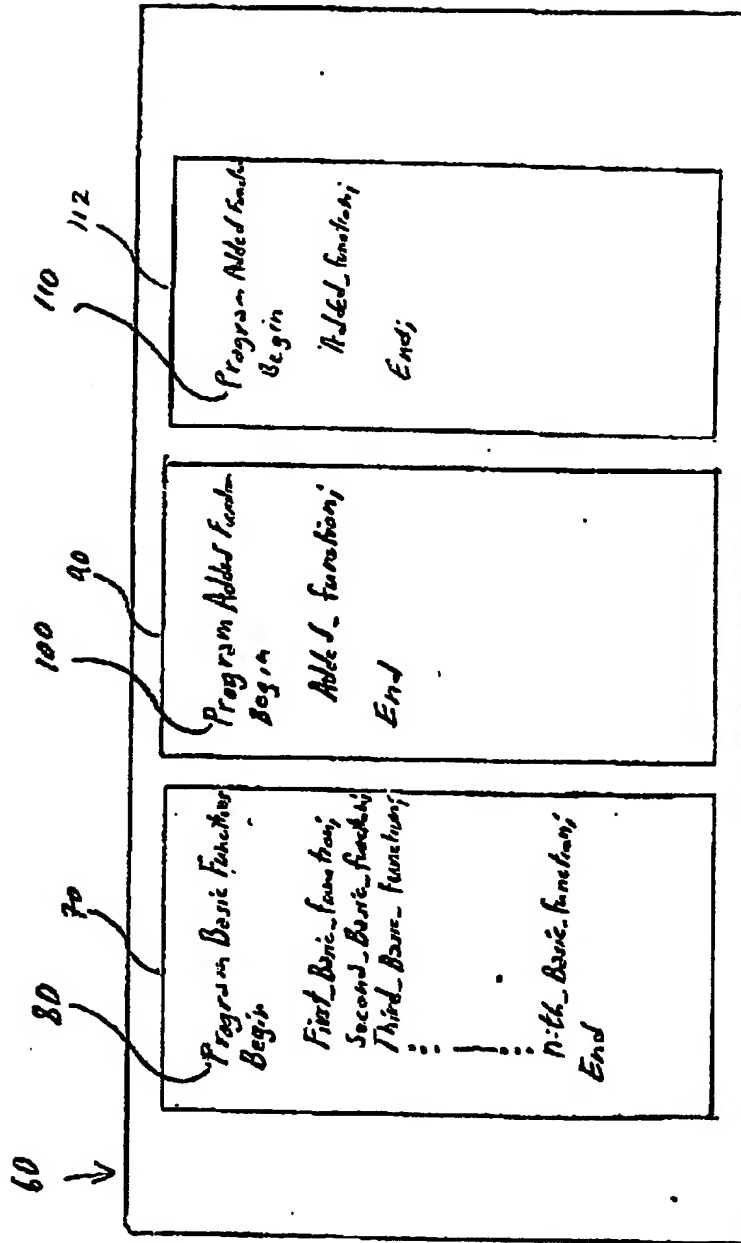 60
80
70
Program Basic Functions
Begin
First_Basic_function;
Second_Basic_function;
Third_Basic_function;
n-th_Basic_function;
End
100
90
Program Added Function
Begin
Added_function;
End
110
112
Program Added Function
Begin
Added_function;
End;